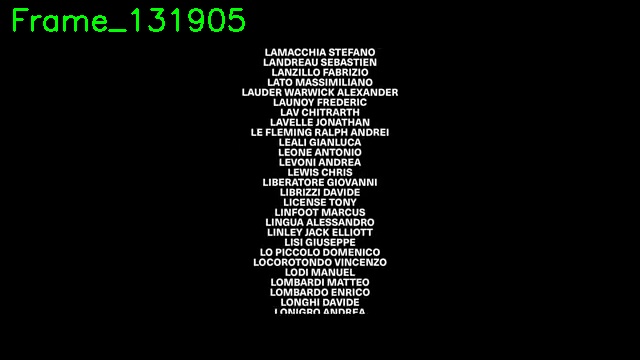 Frame_131905
LAMACCHIA STEFANO
LANDREAU SEBASTIEN
LANZILLO FABRIZIO
LATO MASSIMILIANO
LAUDER WARWICK ALEXANDER
LAUNOY FREDERIC
LAV CHITRARTH
LAVELLE JONATHAN
LE FLEMING RALPH ANDREI
LEALI GIANLUCA
LEONE ANTONIO
LEVONI ANDREA
LEWIS CHRIS
LIBERATORE GIOVANNI
LIBRIZZI DAVIDE
LICENSE TONY
LINFOOT MARCUS
LINGUA ALESSANDRO
LINLEY JACK ELLIOTT
LISI GIUSEPPE
LO PICCOLO DOMENICO
LOCOROTONDO VINCENZO
LODI MANUEL
LOMBARDI MATTEO
LOMBARDO ENRICO
LONGHI DAVIDE
LONIGRO ANDREA